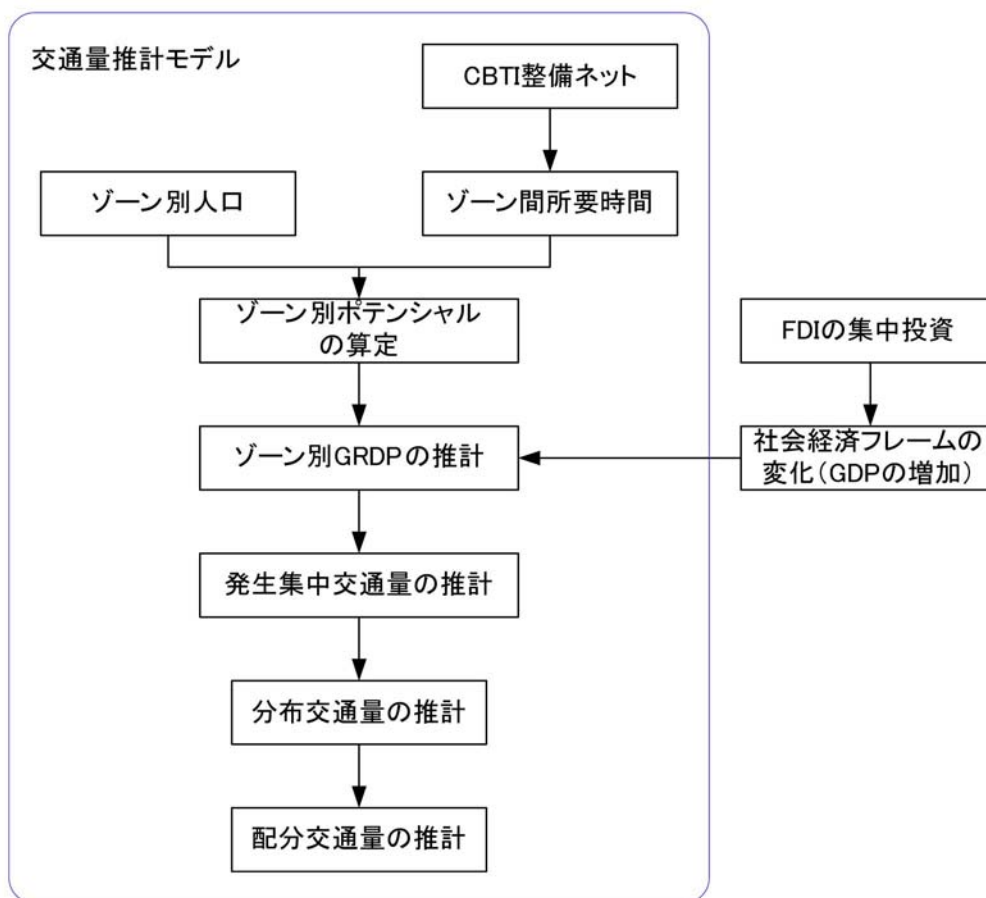 交通量推計モデル
CBTI整備ネット
ゾーン別人口
ゾーン間所要時間
ゾーン別ポテンシャル
の算定
FDIの集中投資
ゾーン別GRDPの推計
社会経済フレームの
変化(GDPの増加)
発生集中交通量の推計
分布交通量の推計
配分交通量の推計